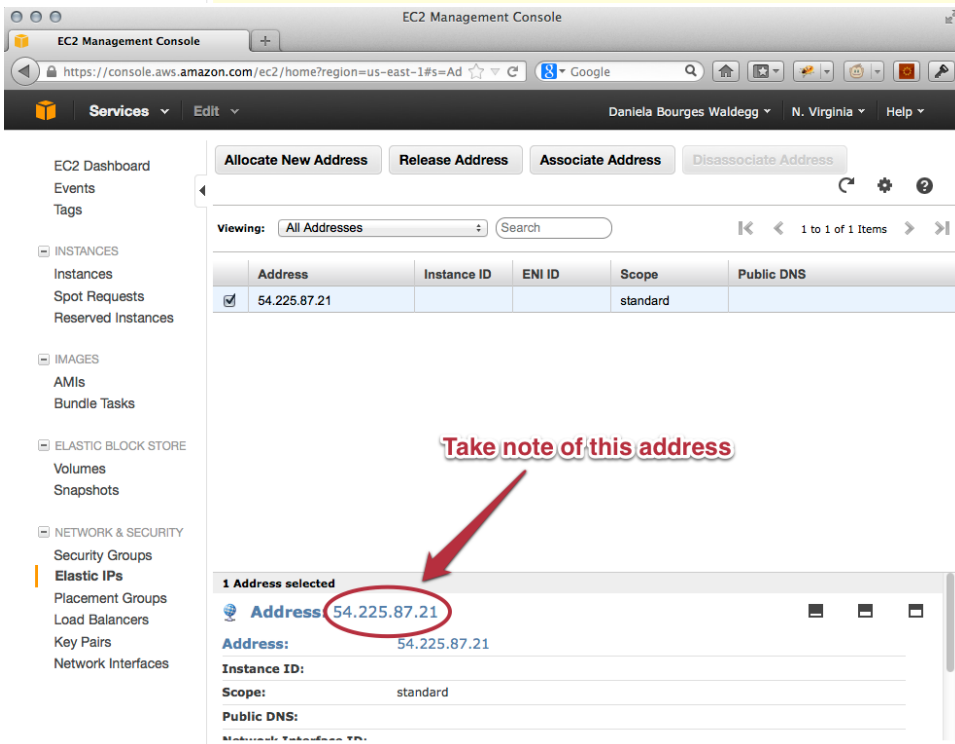 EC2 Management Console
EC2 Management Console
https://console.aws.amazon.com/ec2/home?region=us-east-1#s=Ad
Google
Services Edit Daniela Bourges Waldegg N. Virginia Help
Allocate New Address Release Address Associate Address Disassociate Address
EC2 Dashboard
Events
Tags
INSTANCES
Instances
Spot Requests
Reserved Instances
IMAGES
AMIs
Bundle Tasks
ELASTIC BLOCK STORE
Volumes
Snapshots
NETWORK & SECURITY
Security Groups
Elastic IPs
Placement Groups
Load Balancers
Key Pairs
Network Interfaces
Viewing: All Addresses Search 1 to 1 of 1 Items
Address Instance ID ENI ID Scope Public DNS
54.225.87.21 standard
Take note of this address
1 Address selected
Address: 54.225.87.21
Address: 54.225.87.21
Instance ID:
Scope: standard
Public DNS:
Network Interface ID: